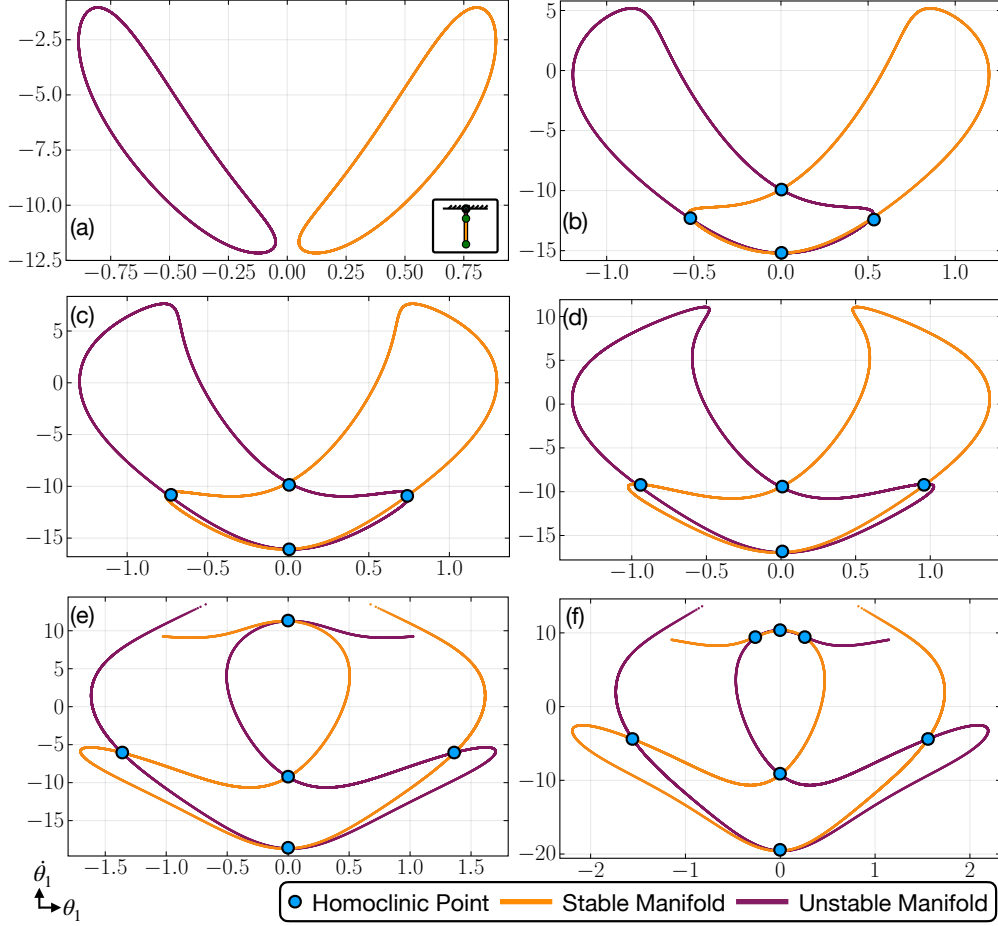 −2.5
−5.0
−7.5
−10.0
−12.5
(a)
−0.75 −0.50 −0.25 0.00 0.25 0.50 0.75
5
0
−5
−10
−15
(b)
−1.0 −0.5 0.0 0.5 1.0
(c)
5
0
−5
−10
−15
−1.0 −0.5 0.0 0.5 1.0
(d)
10
5
0
−5
−10
−15
−1.0 −0.5 0.0 0.5 1.0
(e)
10
5
0
−5
−10
−15
−1.5 −1.0 −0.5 0.0 0.5 1.0 1.5
(f)
10
0
−10
−20
−2 −1 0 1 2
θ̇₁
θ₁
Homoclinic Point Stable Manifold Unstable Manifold